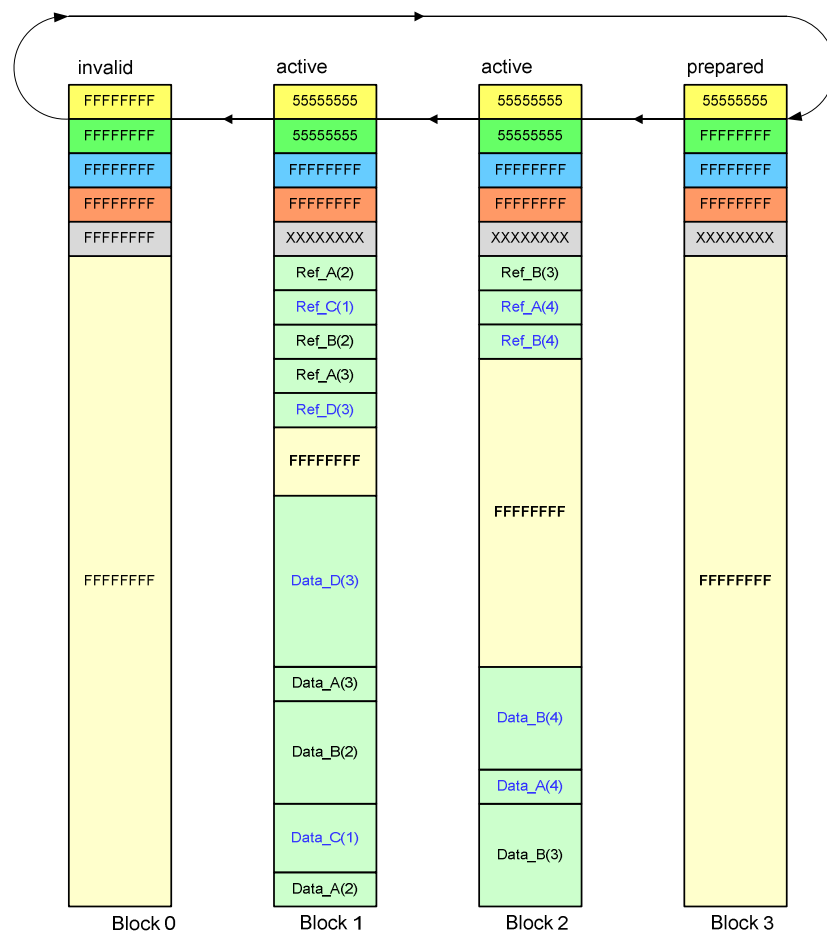 invalid
active
active
prepared
FFFFFFFF
55555555
55555555
55555555
FFFFFFFF
55555555
55555555
FFFFFFFF
FFFFFFFF
FFFFFFFF
FFFFFFFF
FFFFFFFF
FFFFFFFF
FFFFFFFF
FFFFFFFF
FFFFFFFF
FFFFFFFF
XXXXXXXX
XXXXXXXX
XXXXXXXX
Ref_A(2)
Ref_B(3)
Ref_C(1)
Ref_A(4)
Ref_B(2)
Ref_B(4)
Ref_A(3)
Ref_D(3)
FFFFFFFF
FFFFFFFF
FFFFFFFF
Data_D(3)
FFFFFFFF
Data_A(3)
Data_B(4)
Data_B(2)
Data_A(4)
Data_C(1)
Data_B(3)
Data_A(2)
Block 0
Block 1
Block 2
Block 3